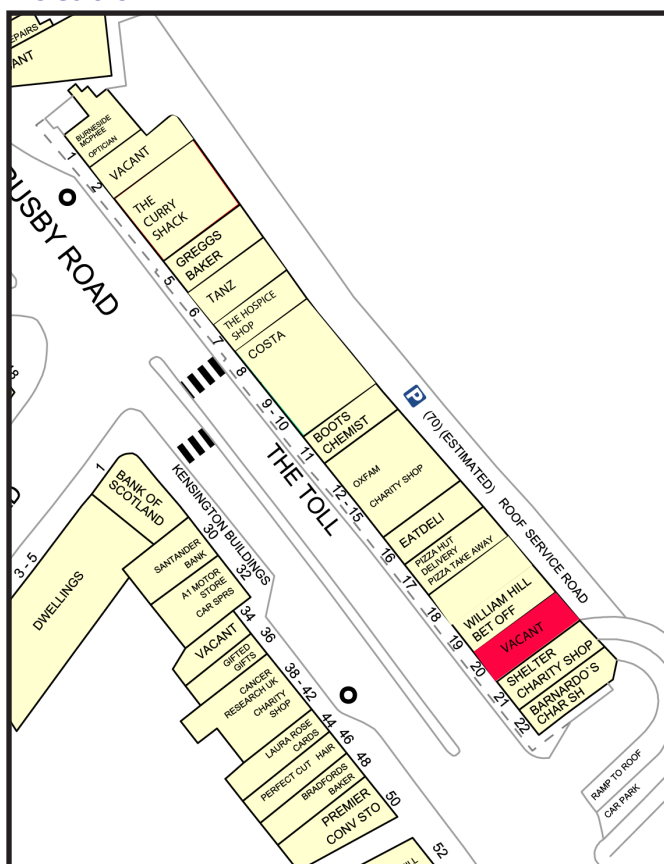 EPAIRS
ANT
BURNESIDE
MCPHEE
OPTICIAN
1
VACANT
2
THE
CURRY
SHACK
GREGGS
BAKER
5
TANZ
6
THE HOSPICE
SHOP
7
COSTA
8
9 - 10
BOOTS
CHEMIST
11
OXFAM
CHARITY SHOP
12 - 15
EATDELI
16
PIZZA HUT
DELIVERY
PIZZA TAKE AWAY
17
18
WILLIAM HILL
BET OFF
19
VACANT
20
SHELTER
CHARITY SHOP
21
BARNARDO`S
CHAR SH
22
P
(70) (ESTIMATED)
ROOF SERVICE ROAD
RAMP TO ROOF
CAR PARK
BUSBY ROAD
THE TOLL
KENSINGTON BUILDINGS
1
BANK OF
SCOTLAND
3 - 5
DWELLINGS
30
SANTANDER
BANK
32
A1 MOTOR
STORE
CAR SPRS
34
VACANT
36
GIFTED
GIFTS
38 - 42
CANCER
RESEARCH UK
CHARITY
SHOP
44
LAURA ROSE
CARDS
46
PERFECT CUT HAIR
48
BRADFORDS
BAKER
50
PREMIER
CONV STO
52